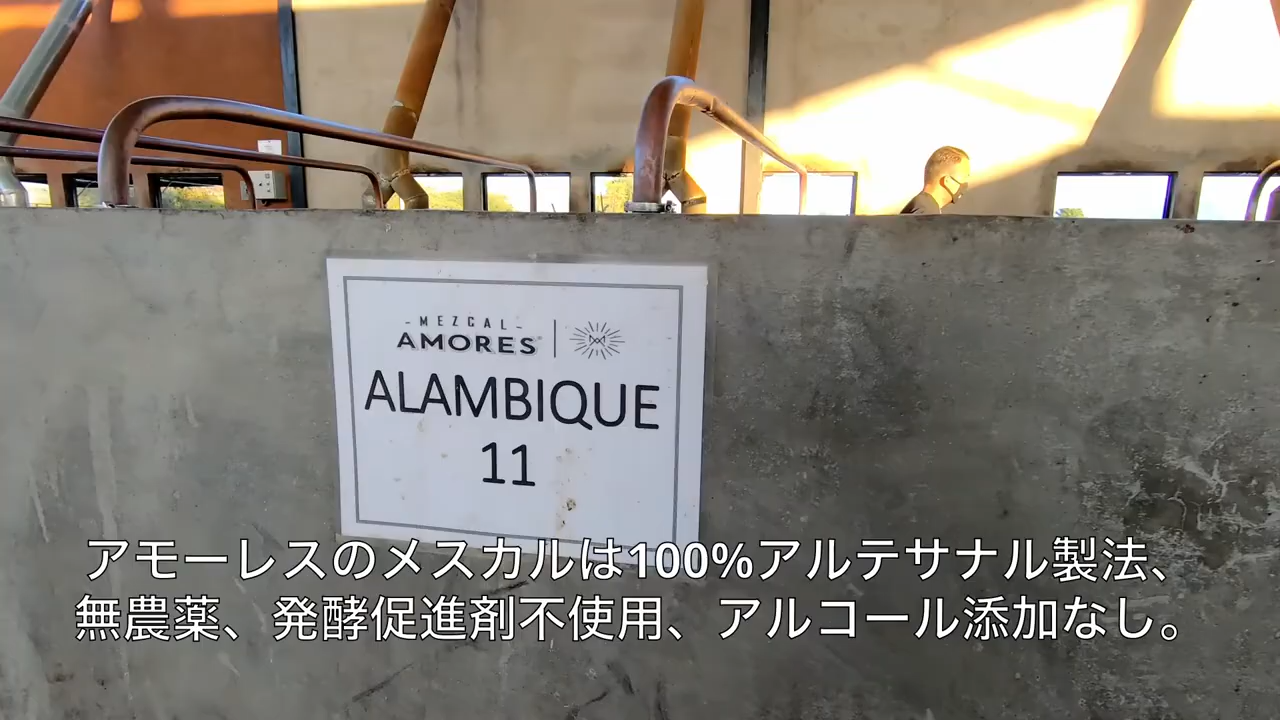 - MEZCAL -
AMORES
ALAMBIQUE
11
アモーレスのメスカルは100%アルテサナル製法、
無農薬、発酵促進剤不使用、アルコール添加なし。